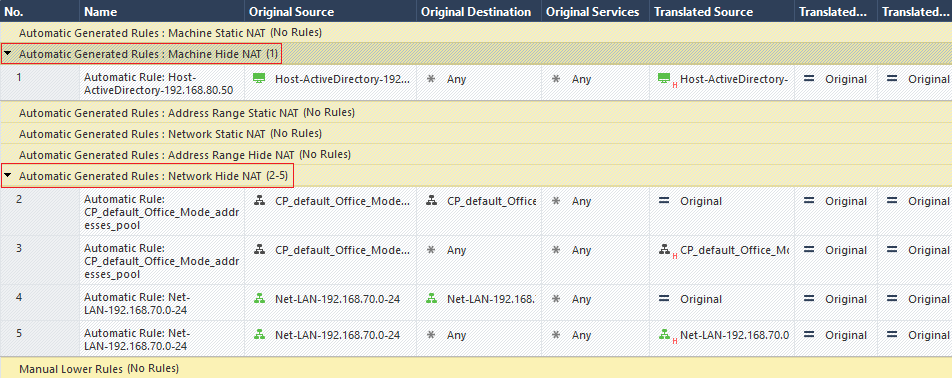 No. Name Original Source Original Destination Original Services Translated Source Translated... Translated...
Automatic Generated Rules : Machine Static NAT (No Rules)
Automatic Generated Rules : Machine Hide NAT (1)
1 Automatic Rule: Host- Host-ActiveDirectory-192... * Any * Any H Host-ActiveDirectory- = Original = Original
ActiveDirectory-192.168.80.50
Automatic Generated Rules : Address Range Static NAT (No Rules)
Automatic Generated Rules : Network Static NAT (No Rules)
Automatic Generated Rules : Address Range Hide NAT (No Rules)
Automatic Generated Rules : Network Hide NAT (2-5)
2 Automatic Rule: CP_default_Office_Mode... CP_default_Office * Any = Original = Original = Original
CP_default_Office_Mode_addr
esses_pool
3 Automatic Rule: CP_default_Office_Mode... * Any * Any H CP_default_Office_Mo = Original = Original
CP_default_Office_Mode_addr
esses_pool
4 Automatic Rule: Net- Net-LAN-192.168.70.0-24 Net-LAN-192.168. * Any = Original = Original = Original
LAN-192.168.70.0-24
5 Automatic Rule: Net- Net-LAN-192.168.70.0-24 * Any * Any H Net-LAN-192.168.70.0 = Original = Original
LAN-192.168.70.0-24
Manual Lower Rules (No Rules)